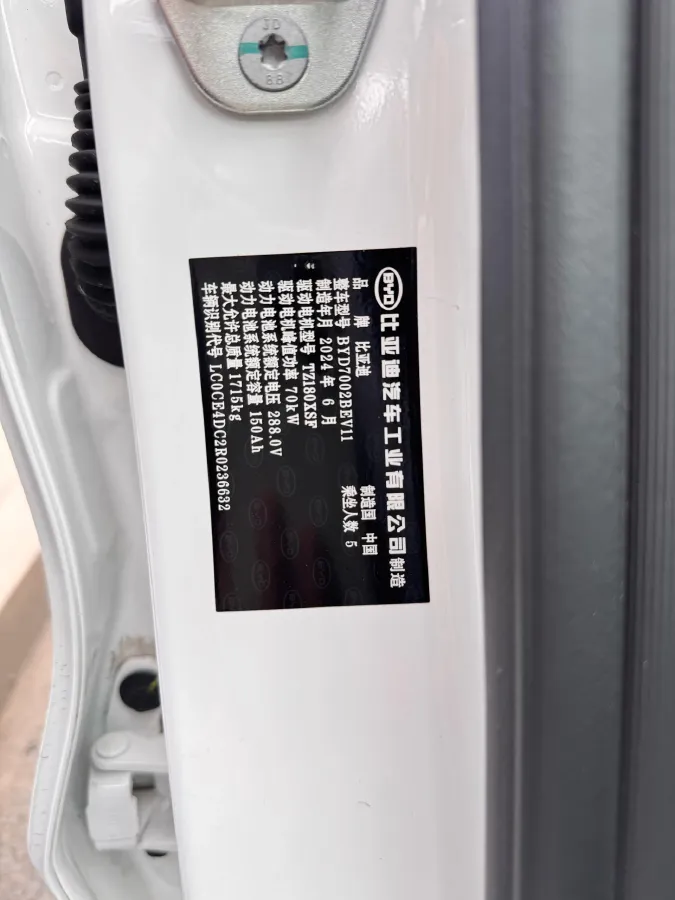 JD
88
BYD 比亚迪汽车工业有限公司 制造
品 牌 比亚迪 制造国 中国
整车型号 BYD7002BEV11 乘坐人数 5
制造年月 2024 年 6 月
驱动电机型号 TZ180XSF
驱动电机峰值功率 70kW
动力电池系统额定电压 288.0V
动力电池系统额定容量 150Ah
最大允许总质量 1715kg
车辆识别代号 LC0CE4DC2R0236632